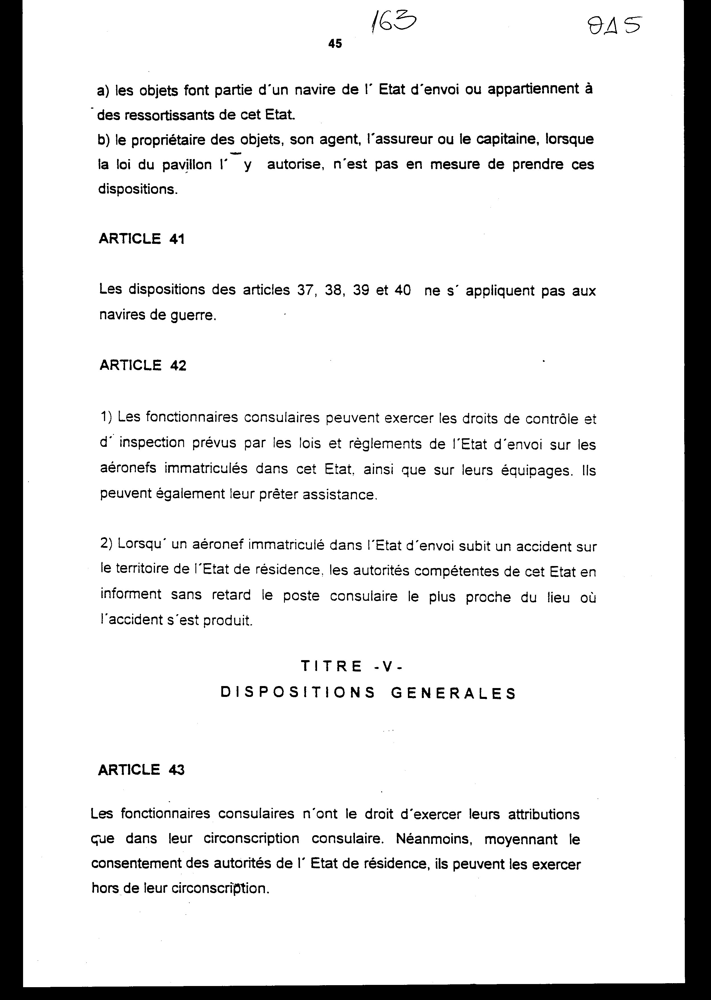 163
815
45
a) les objets font partie d´un navire de l´ Etat d´envoi ou appartiennent à
des ressortissants de cet Etat.
b) le propriétaire des objets, son agent, l´assureur ou le capitaine, lorsque
la loi du pavillon l´ y autorise, n´est pas en mesure de prendre ces
dispositions.
ARTICLE 41
Les dispositions des articles 37, 38, 39 et 40 ne s´ appliquent pas aux
navires de guerre.
ARTICLE 42
1) Les fonctionnaires consulaires peuvent exercer les droits de contrôle et
d´ inspection prévus par les lois et règlements de l´Etat d´envoi sur les
aéronefs immatriculés dans cet Etat, ainsi que sur leurs équipages. Ils
peuvent également leur prêter assistance.
2) Lorsqu´ un aéronef immatriculé dans l´Etat d´envoi subit un accident sur
le territoire de l´Etat de résidence, les autorités compétentes de cet Etat en
informent sans retard le poste consulaire le plus proche du lieu où
l´accident s´est produit.
TITRE -V-
DISPOSITIONS GENERALES
ARTICLE 43
Les fonctionnaires consulaires n´ont le droit d´exercer leurs attributions
que dans leur circonscription consulaire. Néanmoins, moyennant le
consentement des autorités de l´ Etat de résidence, ils peuvent les exercer
hors de leur circonscription.